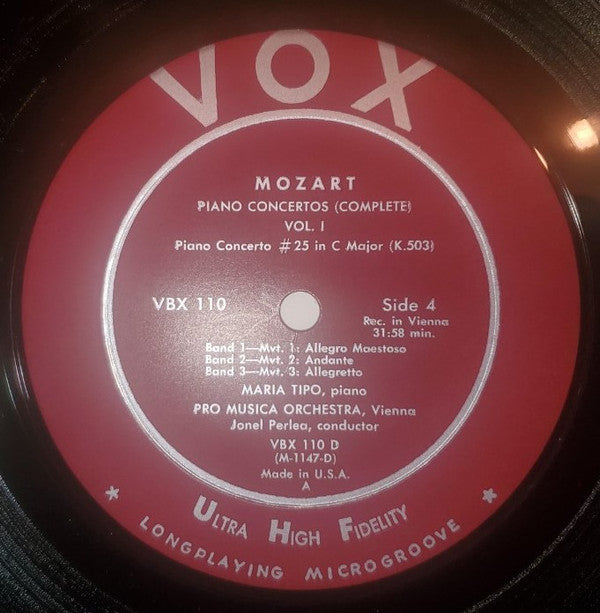 VOX
MOZART
PIANO CONCERTOS (COMPLETE)
VOL. I
Piano Concerto #25 in C Major (K.503)
VBX 110
Side 4
Rec. in Vienna
31:58 min.
Band 1—Mvt. 1: Allegro Maestoso
Band 2—Mvt. 2: Andante
Band 3—Mvt. 3: Allegretto
MARIA TIPO, piano
PRO MUSICA ORCHESTRA, Vienna
Jonel Perlea, conductor
VBX 110 D
(M-1147-D)
Made in U.S.A.
A
ULTRA HIGH FIDELITY
★ LONGPLAYING MICROGROOVE ★